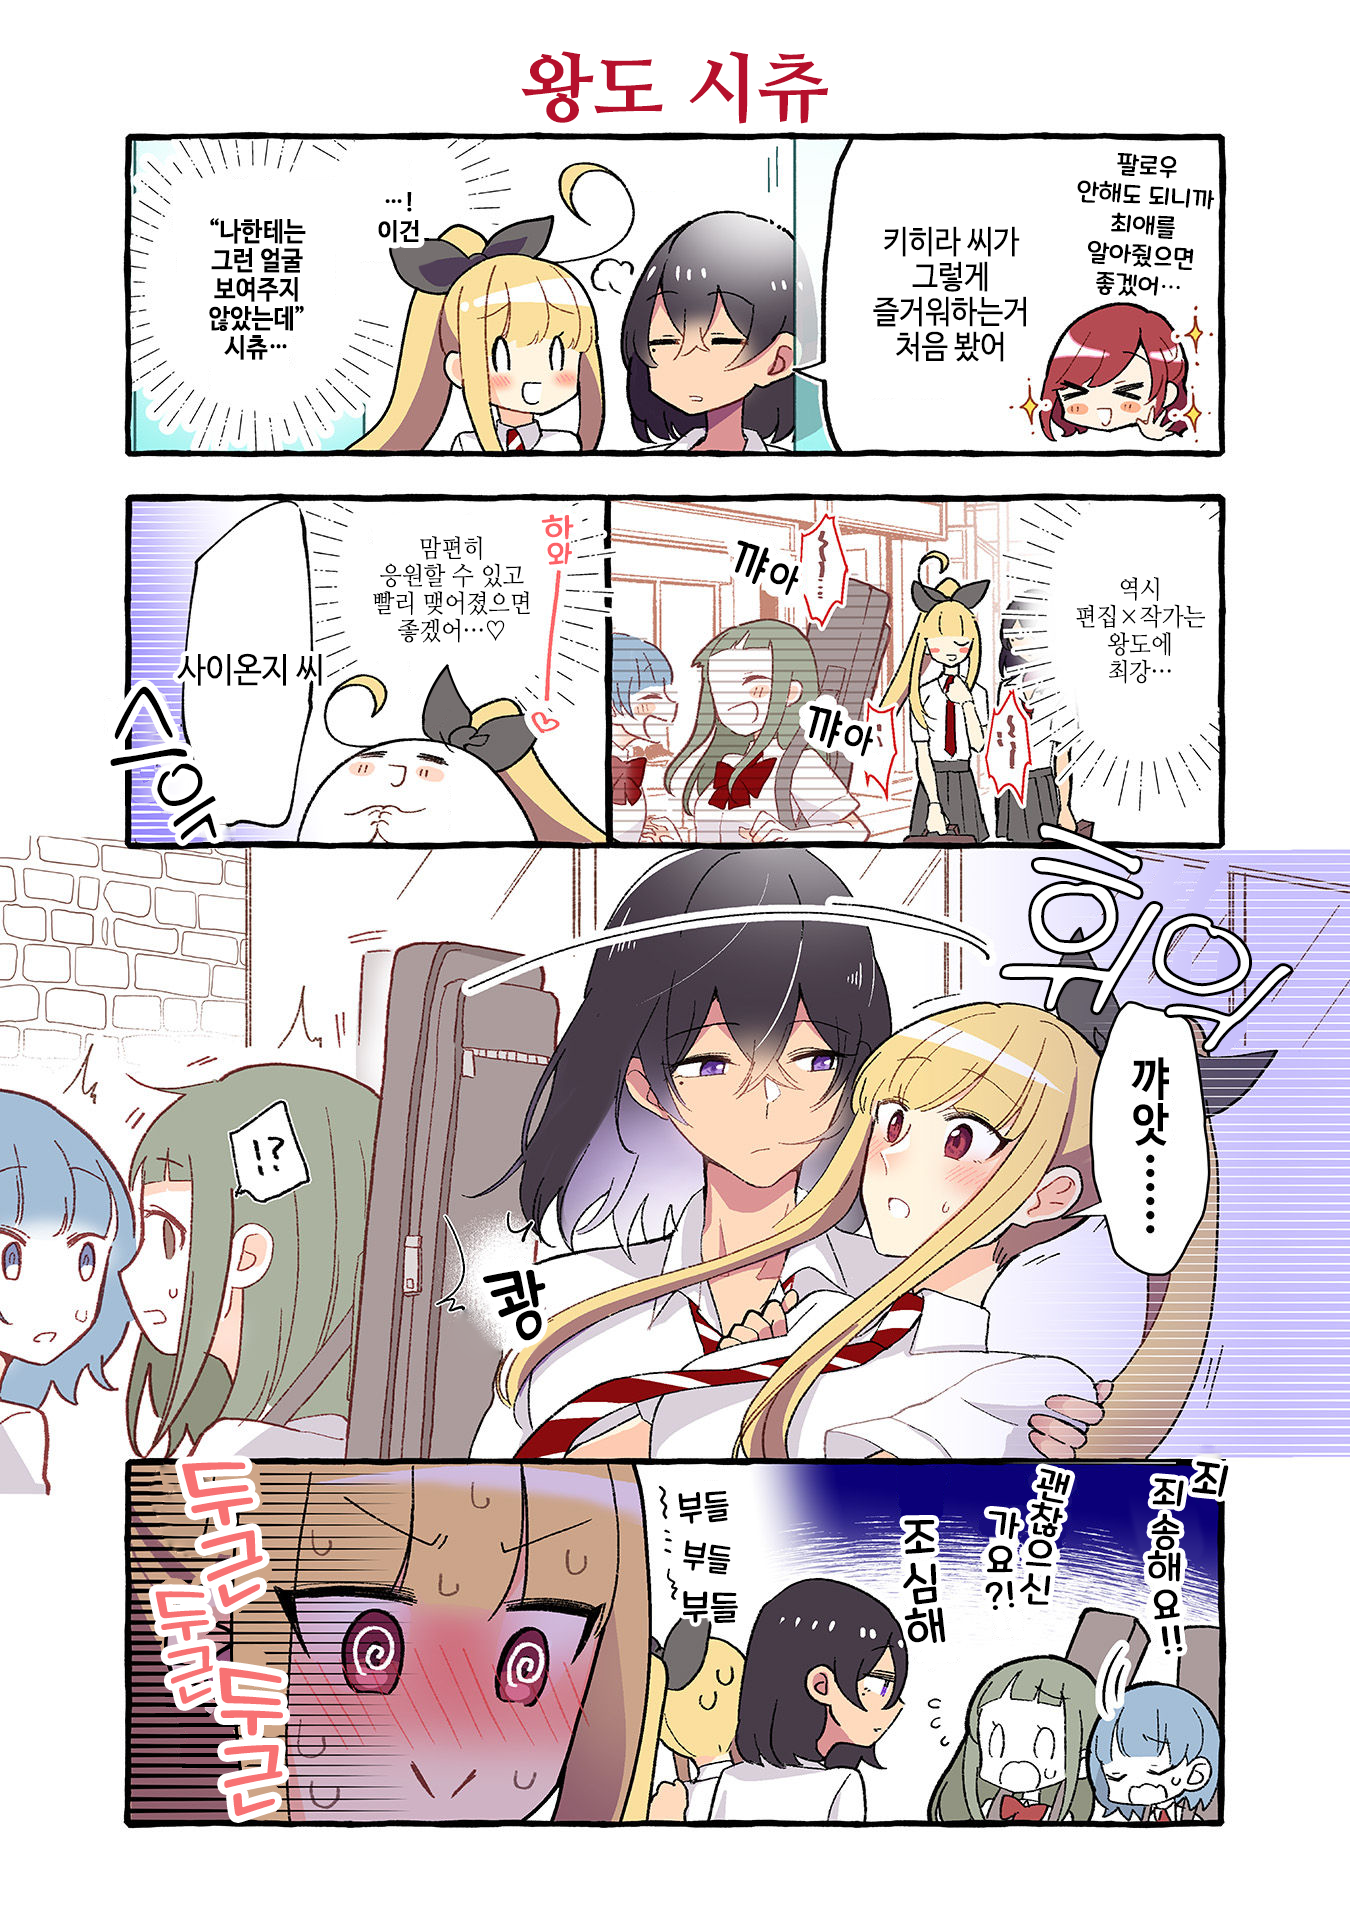 왕도 시츄
팔로우
안해도 되니까
최애를
알아줬으면
좋겠어…
키히라 씨가
그렇게
즐거워하는거
처음 봤어
…!
이건
“나한테는
그런 얼굴
보여주지
않았는데”
시츄…
역시
편집×작가는
왕도에
최강…
꺄아
꺄아
하와
맘편히
응원할 수 있고
빨리 맺어졌으면
좋겠어…♡
사이온지 씨
스아
휘익
꺄앗……
!?
쾅
죄
죄송해요!!
괜찮으신
가요?!
조심해
부들
부들
부들
두근
두근
두근